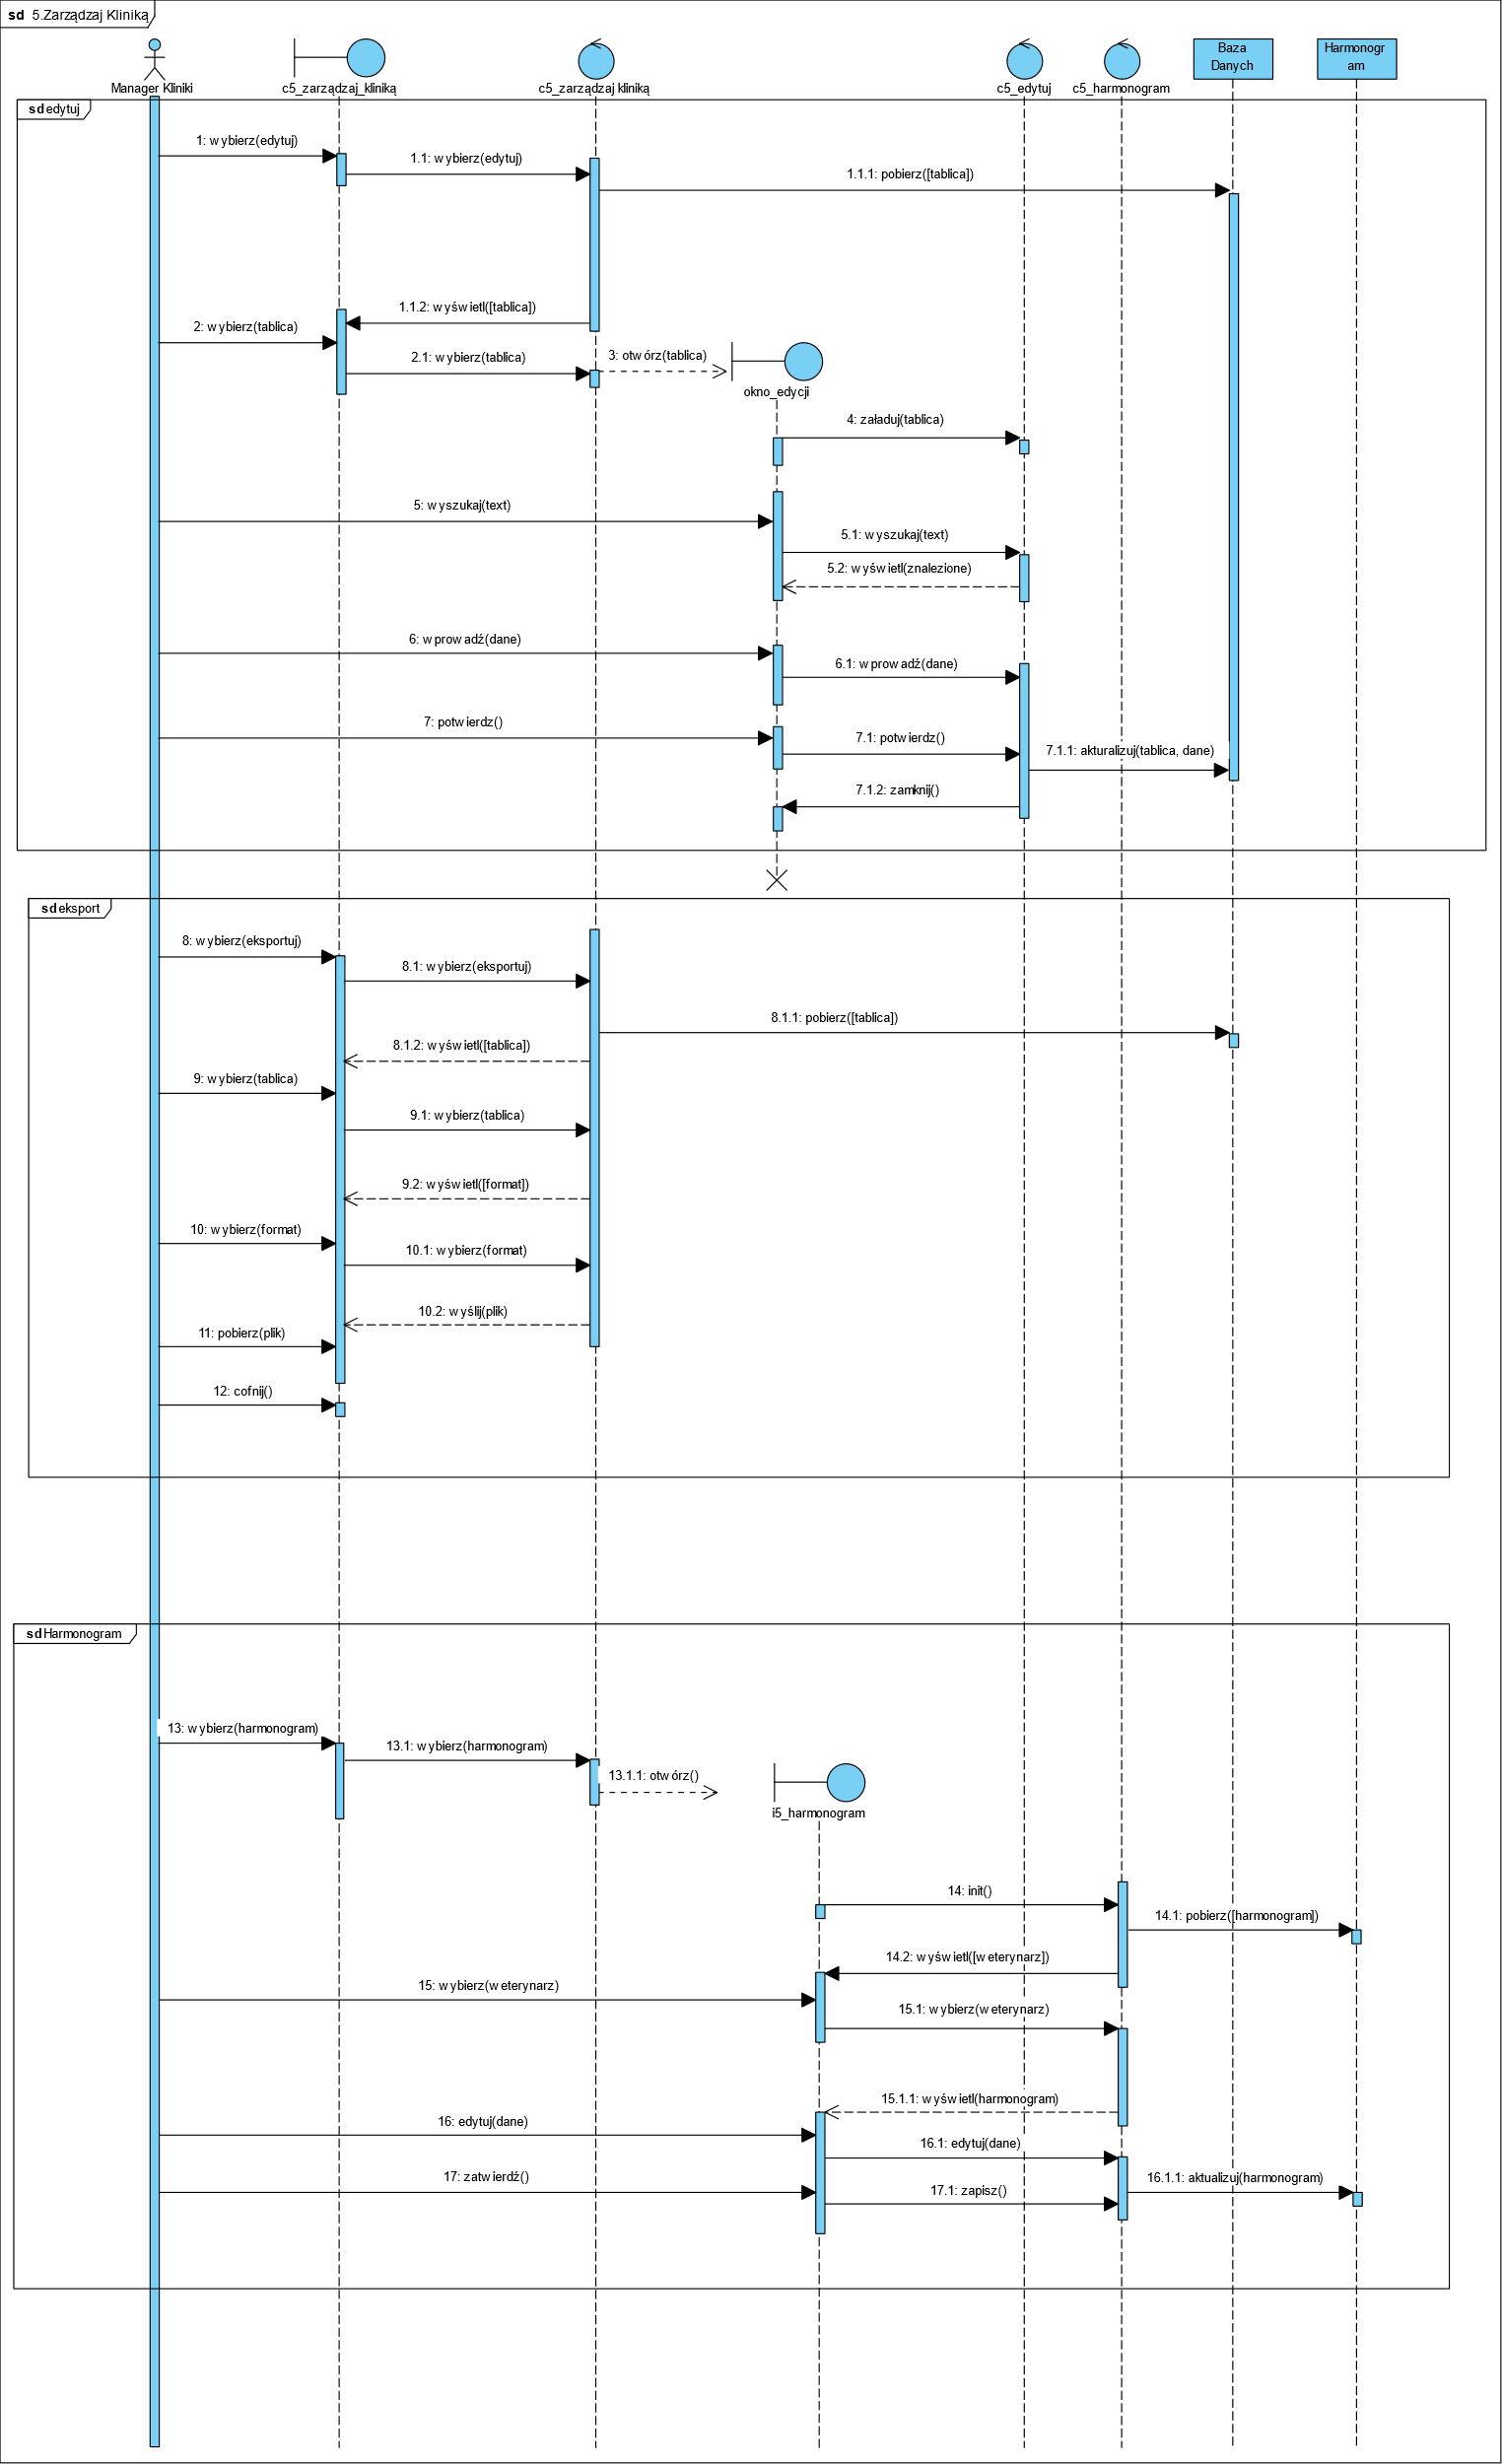 sd 5.Zarządzaj Kliniką
Manager Kliniki
c5_zarządzaj_kliniką
c5_zarządzaj kliniką
c5_edytuj
c5_harmonogram
Baza
Danych
Harmonogr
am
sd edytuj
1: wybierz(edytuj)
1.1: wybierz(edytuj)
1.1.1: pobierz([tablica])
1.1.2: wyświetl([tablica])
2: wybierz(tablica)
2.1: wybierz(tablica)
3: otwórz(tablica)
okno_edycji
4: załaduj(tablica)
5: wyszukaj(text)
5.1: wyszukaj(text)
5.2: wyświetl(znalezione)
6: wprowadź(dane)
6.1: wprowadź(dane)
7: potwierdz()
7.1: potwierdz()
7.1.1: akturalizuj(tablica, dane)
7.1.2: zamknij()
sd eksport
8: wybierz(eksportuj)
8.1: wybierz(eksportuj)
8.1.1: pobierz([tablica])
8.1.2: wyświetl([tablica])
9: wybierz(tablica)
9.1: wybierz(tablica)
9.2: wyświetl([format])
10: wybierz(format)
10.1: wybierz(format)
10.2: wyślij(plik)
11: pobierz(plik)
12: cofnij()
sd Harmonogram
13: wybierz(harmonogram)
13.1: wybierz(harmonogram)
13.1.1: otwórz()
i5_harmonogram
14: init()
14.1: pobierz([harmonogram])
14.2: wyświetl([weterynarz])
15: wybierz(weterynarz)
15.1: wybierz(weterynarz)
15.1.1: wyświetl(harmonogram)
16: edytuj(dane)
16.1: edytuj(dane)
17: zatwierdź()
16.1.1: aktualizuj(harmonogram)
17.1: zapisz()